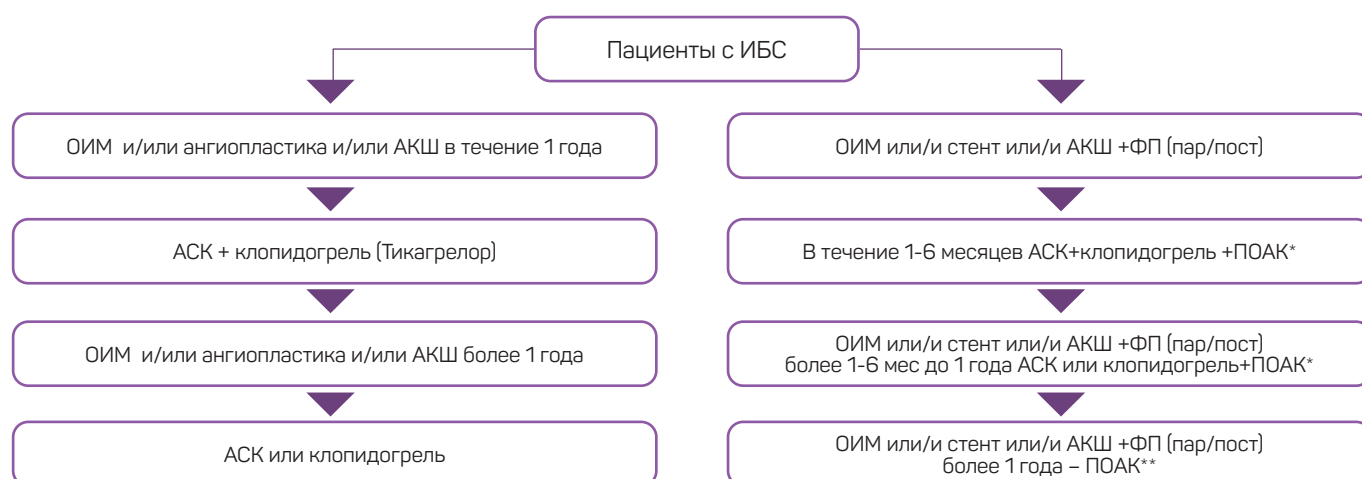 Пациенты с ИБС
ОИМ и/или ангиопластика и/или АКШ в течение 1 года
АСК + клопидогрель (Тикагрелор)
ОИМ и/или ангиопластика и/или АКШ более 1 года
АСК или клопидогрель
ОИМ или/и стент или/и АКШ +ФП (пар/пост)
В течение 1-6 месяцев АСК+клопидогрель +ПОАК*
ОИМ или/и стент или/и АКШ +ФП (пар/пост)
более 1-6 мес до 1 года АСК или клопидогрель+ПОАК*
ОИМ или/и стент или/и АКШ +ФП (пар/пост)
более 1 года – ПОАК**